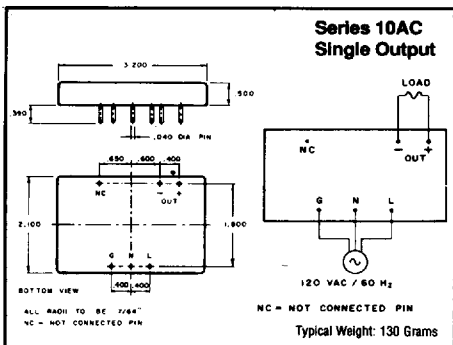 Series 10AC
Single Output
3.200
.500
.390
.040 DIA PIN
LOAD
NC
− +
OUT
G N L
120 VAC / 60 Hz
.650 .600 .400
NC
− +
OUT
2.100
1.800
G N L
.400 .400
BOTTOM VIEW
ALL RADII TO BE 7/64"
NC = NOT CONNECTED PIN
NC = NOT CONNECTED PIN
Typical Weight: 130 Grams